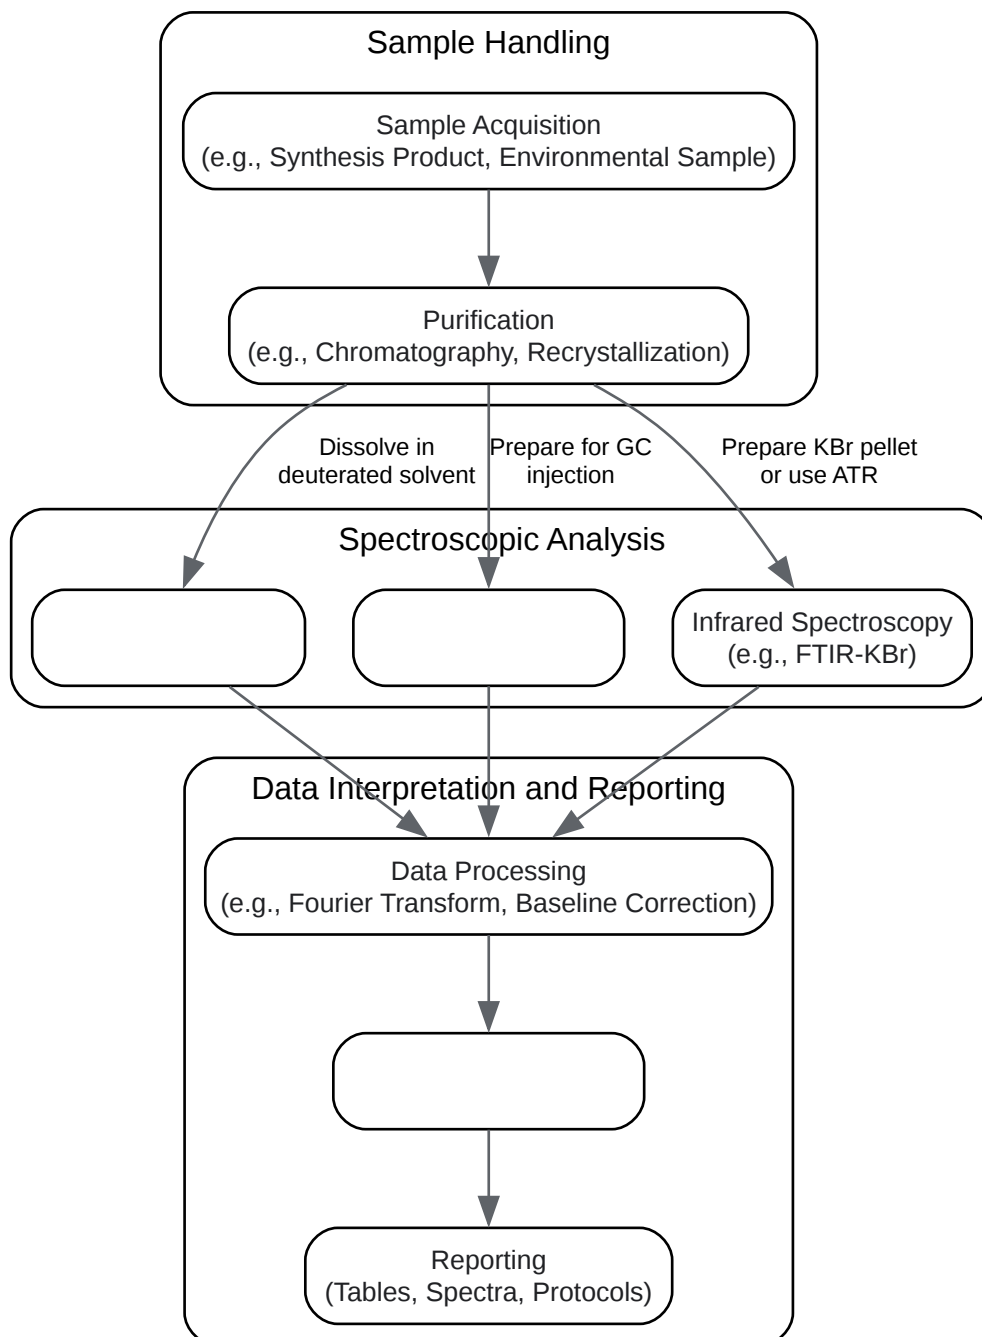 Sample Handling
Sample Acquisition
(e.g., Synthesis Product, Environmental Sample)
Purification
(e.g., Chromatography, Recrystallization)
Dissolve in
deuterated solvent
Prepare for GC
injection
Prepare KBr pellet
or use ATR
Spectroscopic Analysis
Infrared Spectroscopy
(e.g., FTIR-KBr)
Data Interpretation and Reporting
Data Processing
(e.g., Fourier Transform, Baseline Correction)
Reporting
(Tables, Spectra, Protocols)